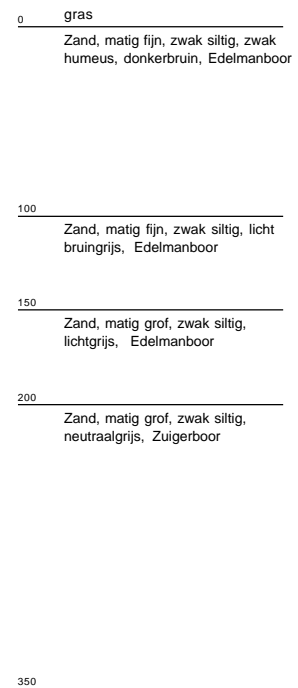 0 gras
Zand, matig fijn, zwak siltig, zwak
humeus, donkerbruin, Edelmanboor
100
Zand, matig fijn, zwak siltig, licht
bruingrijs, Edelmanboor
150
Zand, matig grof, zwak siltig,
lichtgrijs, Edelmanboor
200
Zand, matig grof, zwak siltig,
neutraalgrijs, Zuigerboor
350